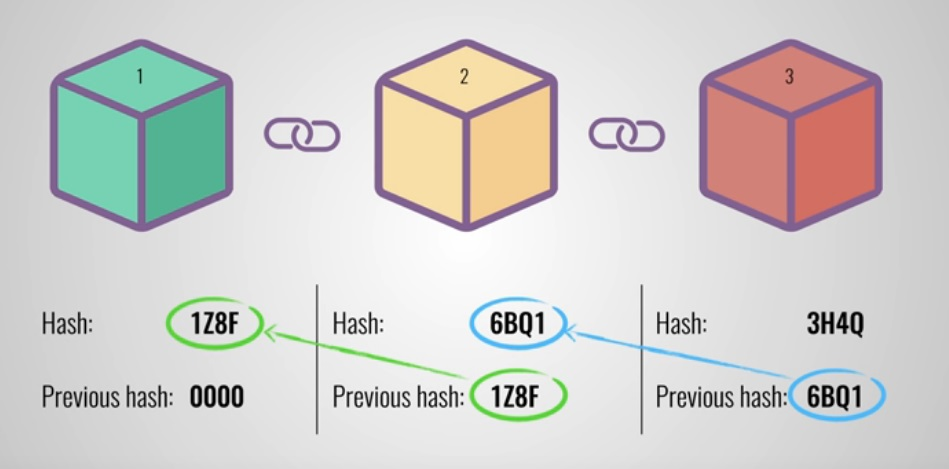 1
2
3
Hash: 1Z8F
Previous hash: 0000
Hash: 6BQ1
Previous hash: 1Z8F
Hash: 3H4Q
Previous hash: 6BQ1